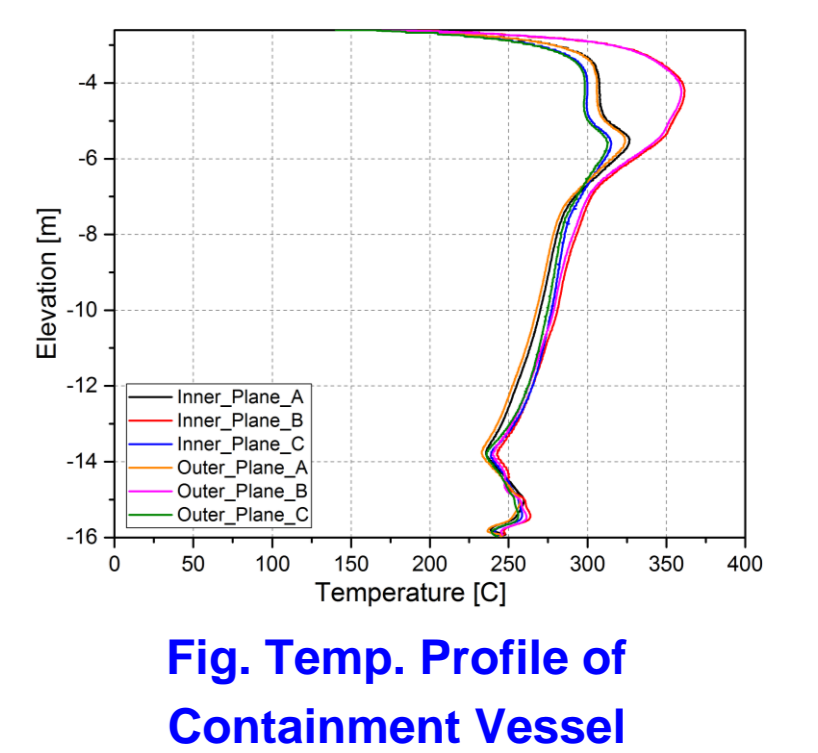 -4
-6
-8
-10
-12
-14
-16
Elevation [m]
Inner_Plane_A
Inner_Plane_B
Inner_Plane_C
Outer_Plane_A
Outer_Plane_B
Outer_Plane_C
0 50 100 150 200 250 300 350 400
Temperature [C]
Fig. Temp. Profile of
Containment Vessel